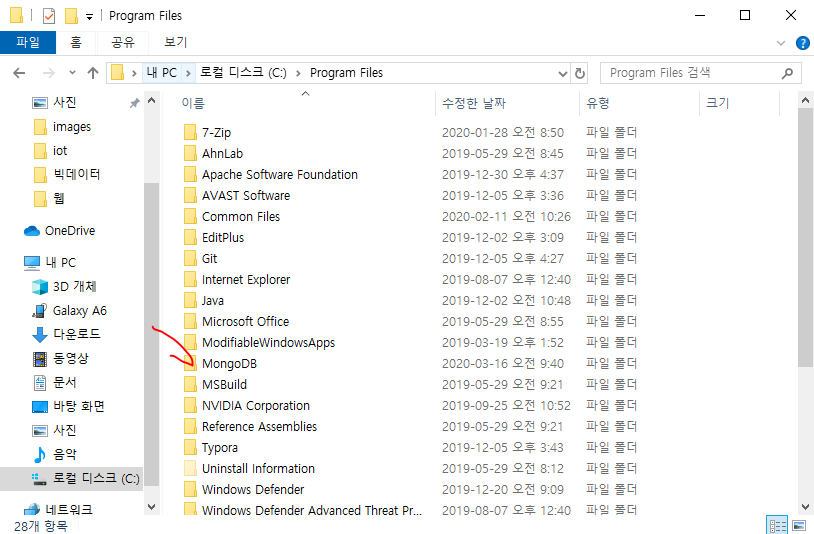 Program Files
파일 홈 공유 보기
내 PC 로컬 디스크 (C:) Program Files Program Files 검색
사진
images
iot
빅데이터
웹
OneDrive
내 PC
3D 개체
Galaxy A6
다운로드
동영상
문서
바탕 화면
사진
음악
로컬 디스크 (C:)
네트워크
이름 수정한 날짜 유형 크기
7-Zip 2020-01-28 오전 8:50 파일 폴더
AhnLab 2019-05-29 오전 8:45 파일 폴더
Apache Software Foundation 2019-12-30 오후 4:37 파일 폴더
AVAST Software 2019-12-05 오후 3:36 파일 폴더
Common Files 2020-02-11 오전 10:26 파일 폴더
EditPlus 2019-12-02 오후 3:09 파일 폴더
Git 2019-12-05 오후 4:27 파일 폴더
Internet Explorer 2019-08-07 오후 12:40 파일 폴더
Java 2019-12-02 오전 10:48 파일 폴더
Microsoft Office 2019-05-29 오전 8:55 파일 폴더
ModifiableWindowsApps 2019-03-19 오후 1:52 파일 폴더
MongoDB 2020-03-16 오전 9:40 파일 폴더
MSBuild 2019-05-29 오전 9:21 파일 폴더
NVIDIA Corporation 2019-09-25 오전 10:52 파일 폴더
Reference Assemblies 2019-05-29 오전 9:21 파일 폴더
Typora 2019-12-05 오후 3:43 파일 폴더
Uninstall Information 2019-05-29 오전 8:12 파일 폴더
Windows Defender 2019-12-20 오전 9:09 파일 폴더
Windows Defender Advanced Threat Pr... 2019-08-07 오후 12:40 파일 폴더
28개 항목